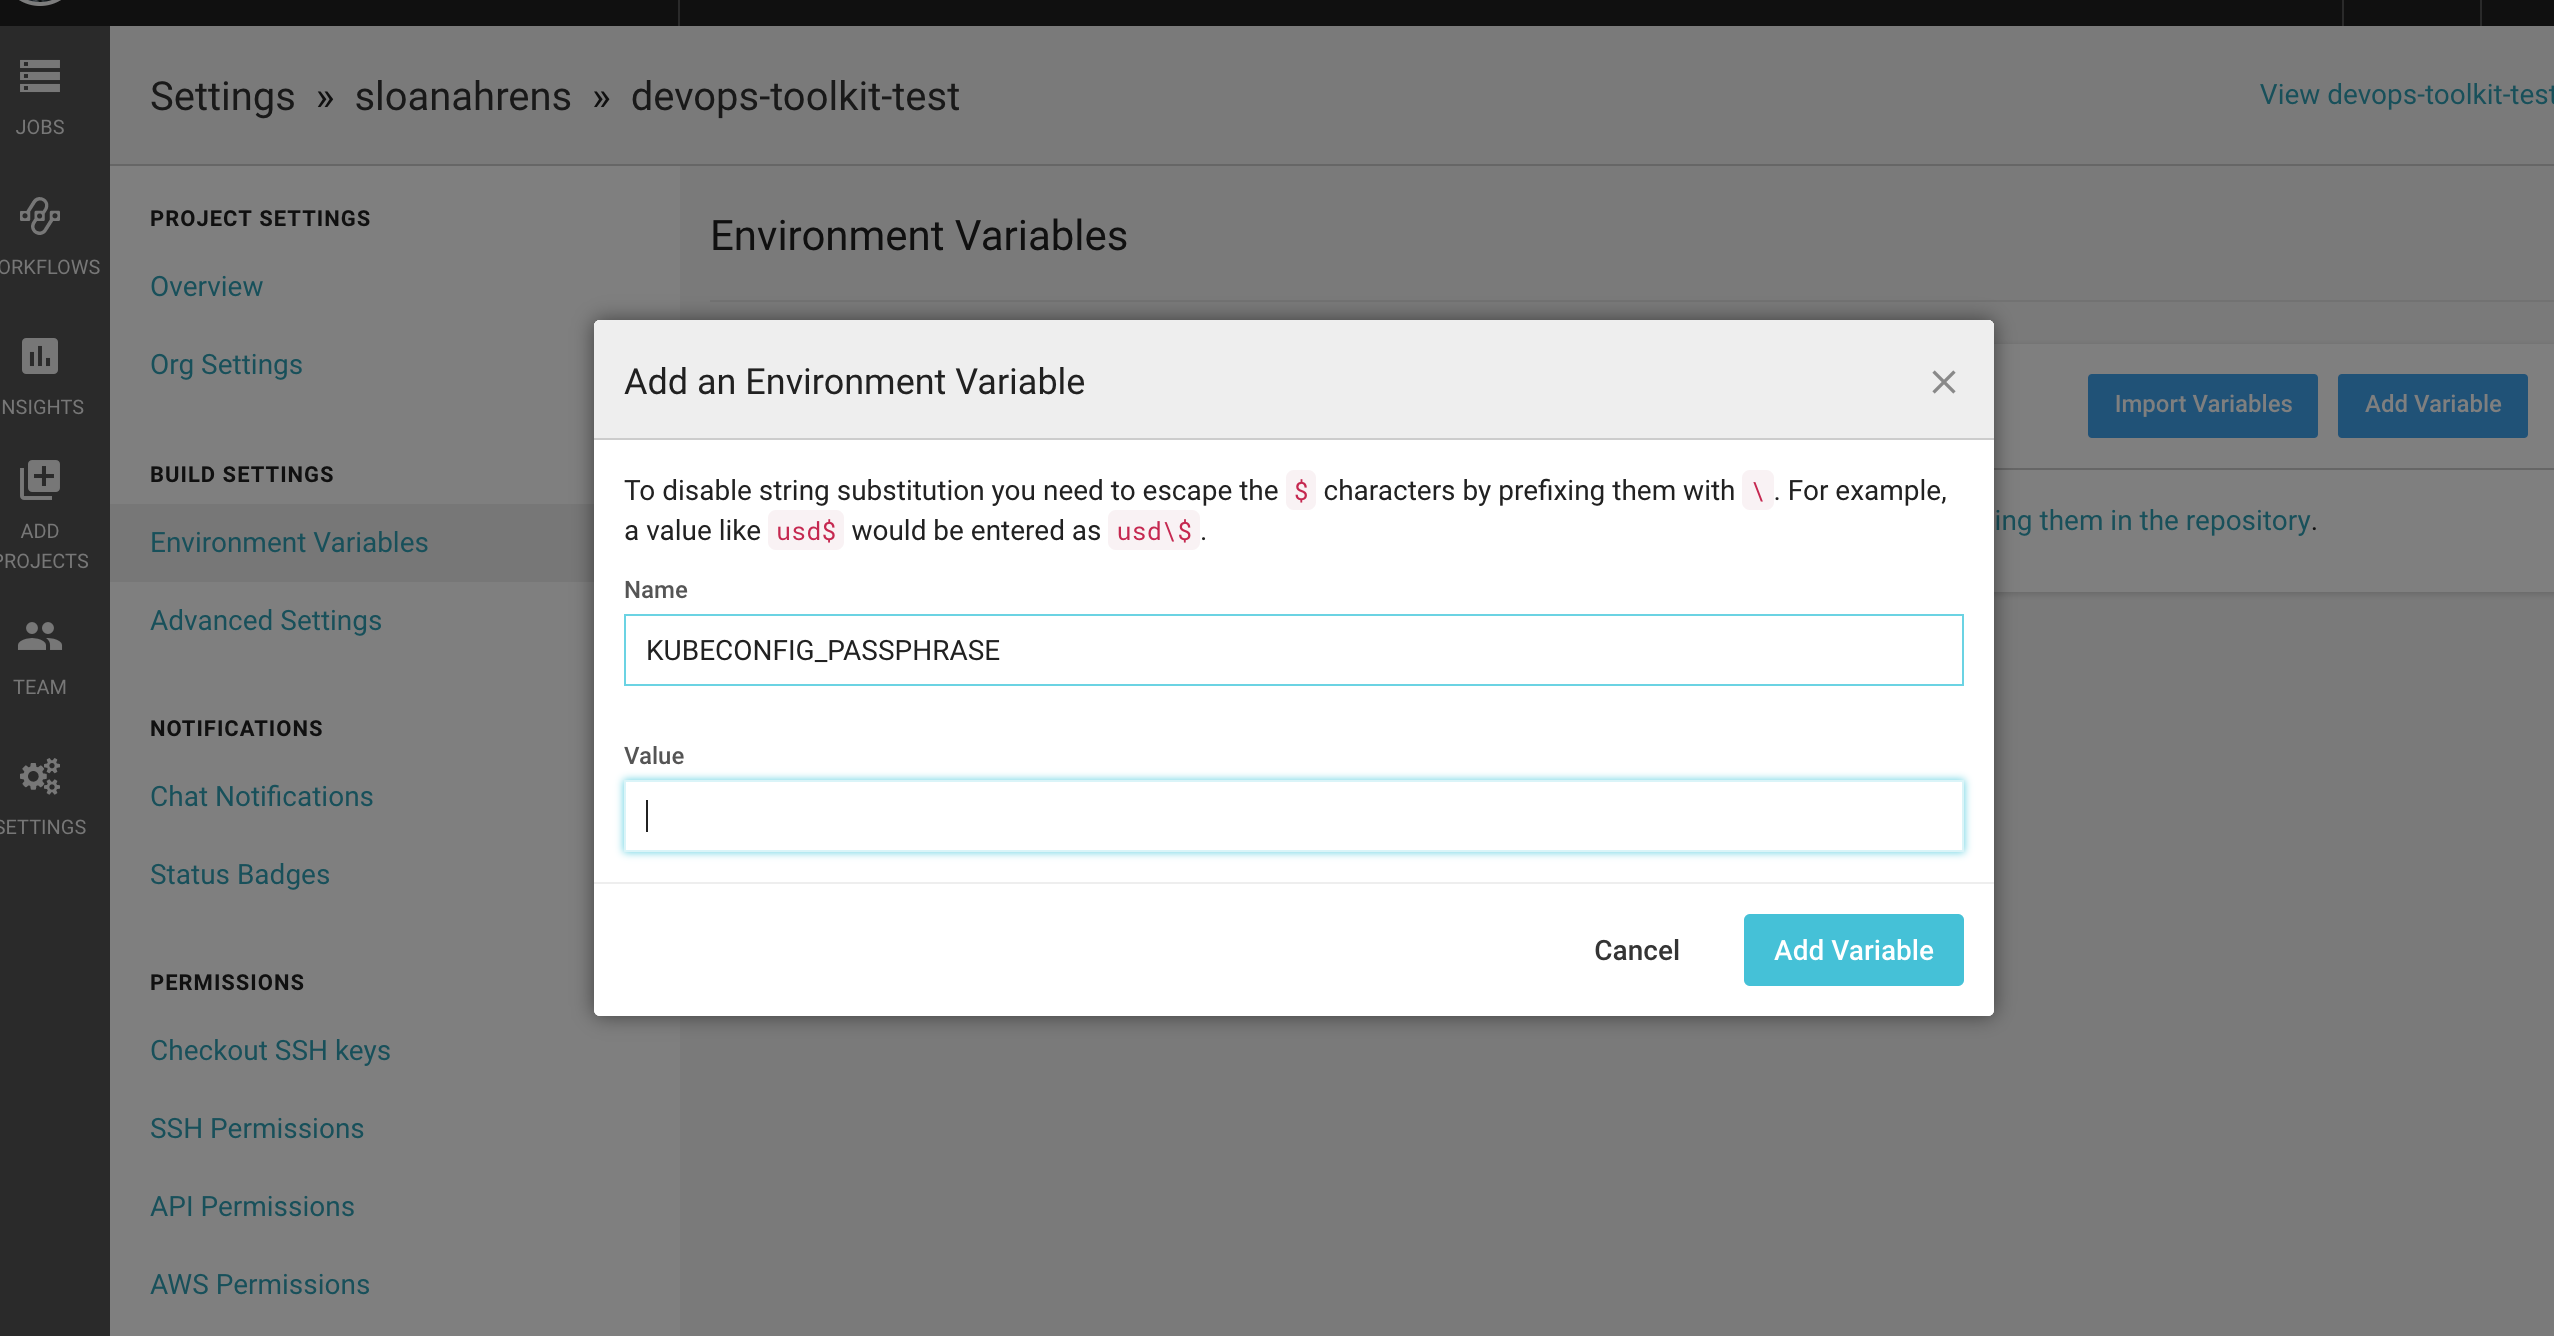 Settings » sloanahrens » devops-toolkit-test
View devops-toolkit-test
JOBS
ORKFLOWS
NSIGHTS
ADD
PROJECTS
TEAM
SETTINGS
PROJECT SETTINGS
Overview
Org Settings
BUILD SETTINGS
Environment Variables
Advanced Settings
NOTIFICATIONS
Chat Notifications
Status Badges
PERMISSIONS
Checkout SSH keys
SSH Permissions
API Permissions
AWS Permissions
Environment Variables
Import Variables
Add Variable
ing them in the repository.
Add an Environment Variable
To disable string substitution you need to escape the $ characters by prefixing them with \. For example,
a value like usd$ would be entered as usd\$.
Name
KUBECONFIG_PASSPHRASE
Value
Cancel
Add Variable